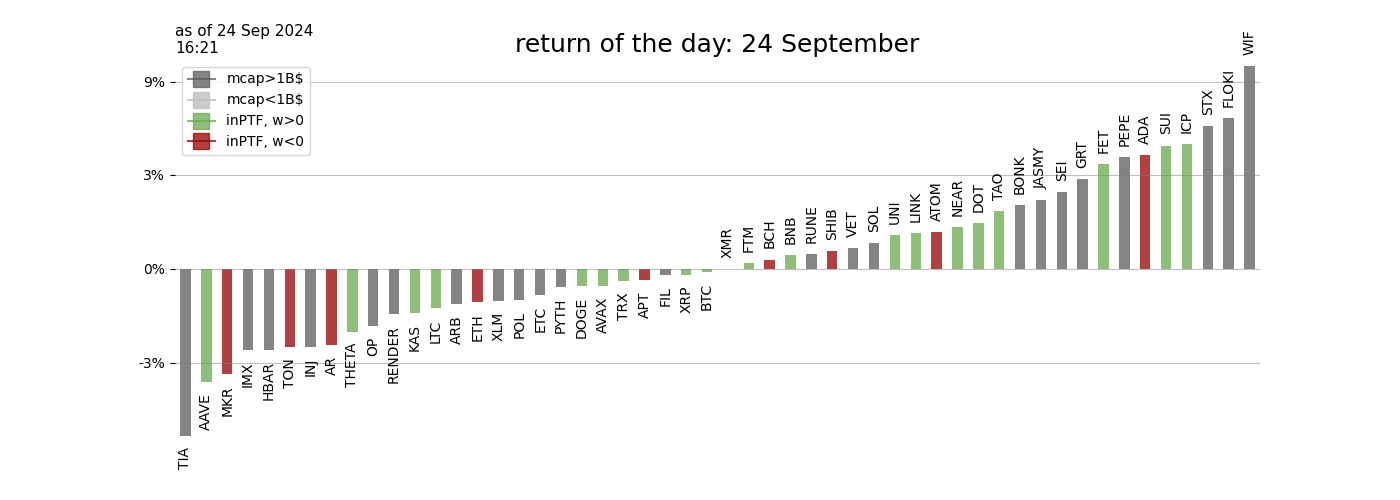 as of 24 Sep 2024
16:21
return of the day: 24 September
mcap>1B$
mcap<1B$
inPTF, w>0
inPTF, w<0
9%
3%
0%
-3%
TIA
AAVE
MKR
IMX
HBAR
TON
INJ
AR
THETA
OP
RENDER
KAS
LTC
ARB
ETH
XLM
POL
ETC
PYTH
DOGE
AVAX
TRX
APT
FIL
XRP
BTC
XMR
FTM
BCH
BNB
RUNE
SHIB
VET
SOL
UNI
LINK
ATOM
NEAR
DOT
TAO
BONK
JASMY
SEI
GRT
FET
PEPE
ADA
SUI
ICP
STX
FLOKI
WIF